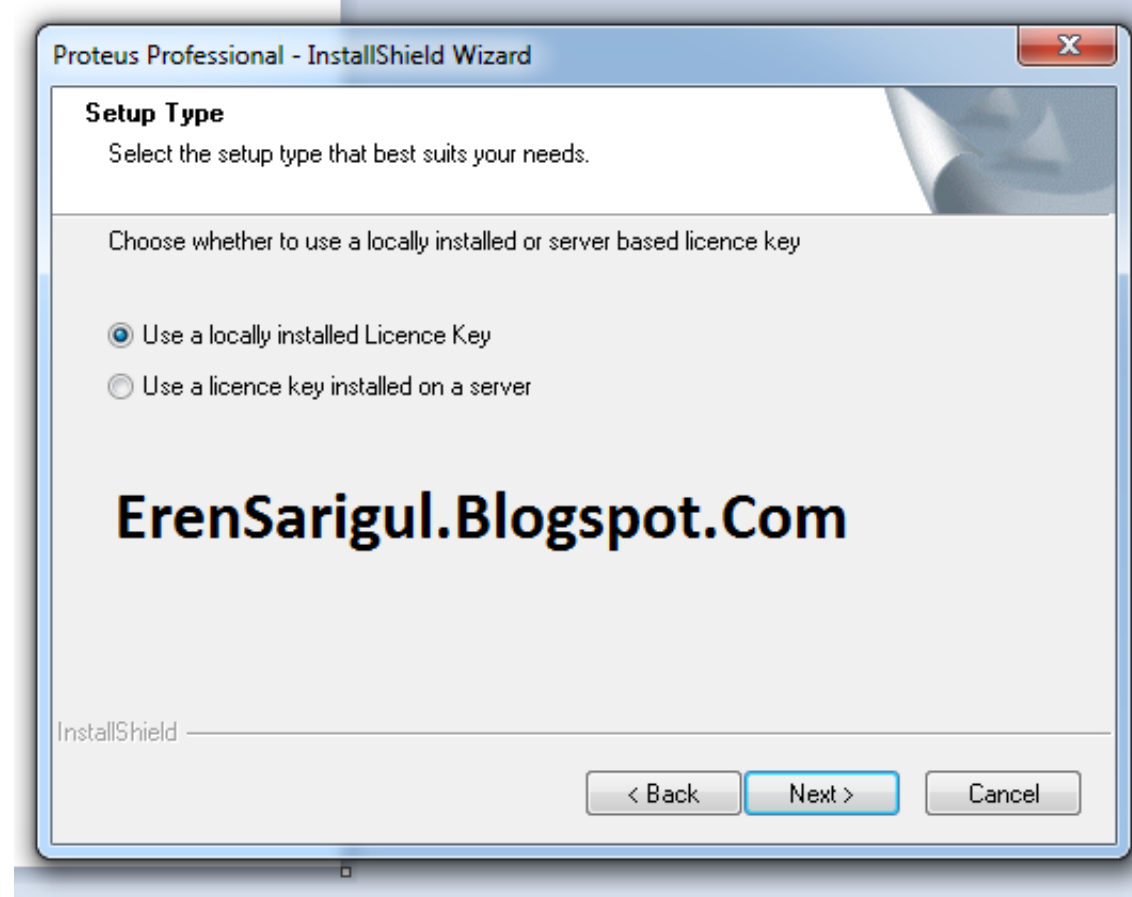 Proteus Professional - InstallShield Wizard
Setup Type
Select the setup type that best suits your needs.
Choose whether to use a locally installed or server based licence key
Use a locally installed Licence Key
Use a licence key installed on a server
ErenSarigul.Blogspot.Com
InstallShield
< Back Next > Cancel